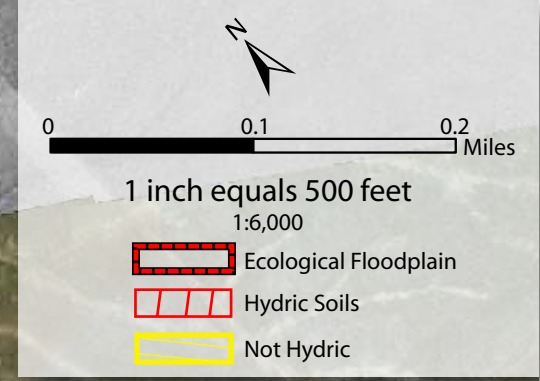 N
0 0.1 0.2
Miles
1 inch equals 500 feet
1:6,000
Ecological Floodplain
Hydric Soils
Not Hydric